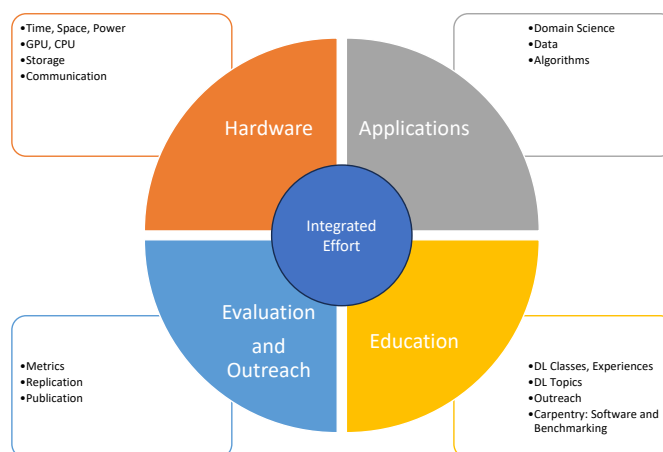 •Time, Space, Power
•GPU, CPU
•Storage
•Communication
•Domain Science
•Data
•Algorithms
Hardware
Applications
Integrated
Effort
Evaluation
and
Outreach
Education
•Metrics
•Replication
•Publication
•DL Classes, Experiences
•DL Topics
•Outreach
•Carpentry: Software and
Benchmarking